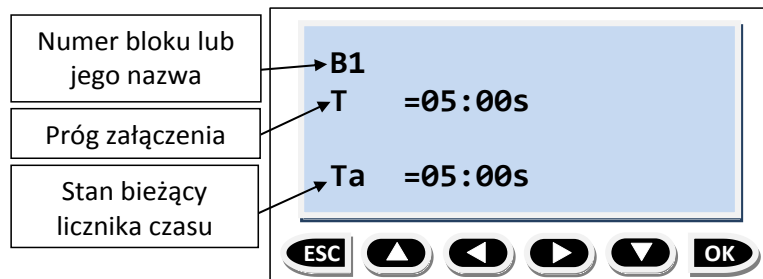 Numer bloku lub
jego nazwa
Próg załączenia
Stan bieżący
licznika czasu
B1
T =05:00s
Ta =05:00s
ESC
OK